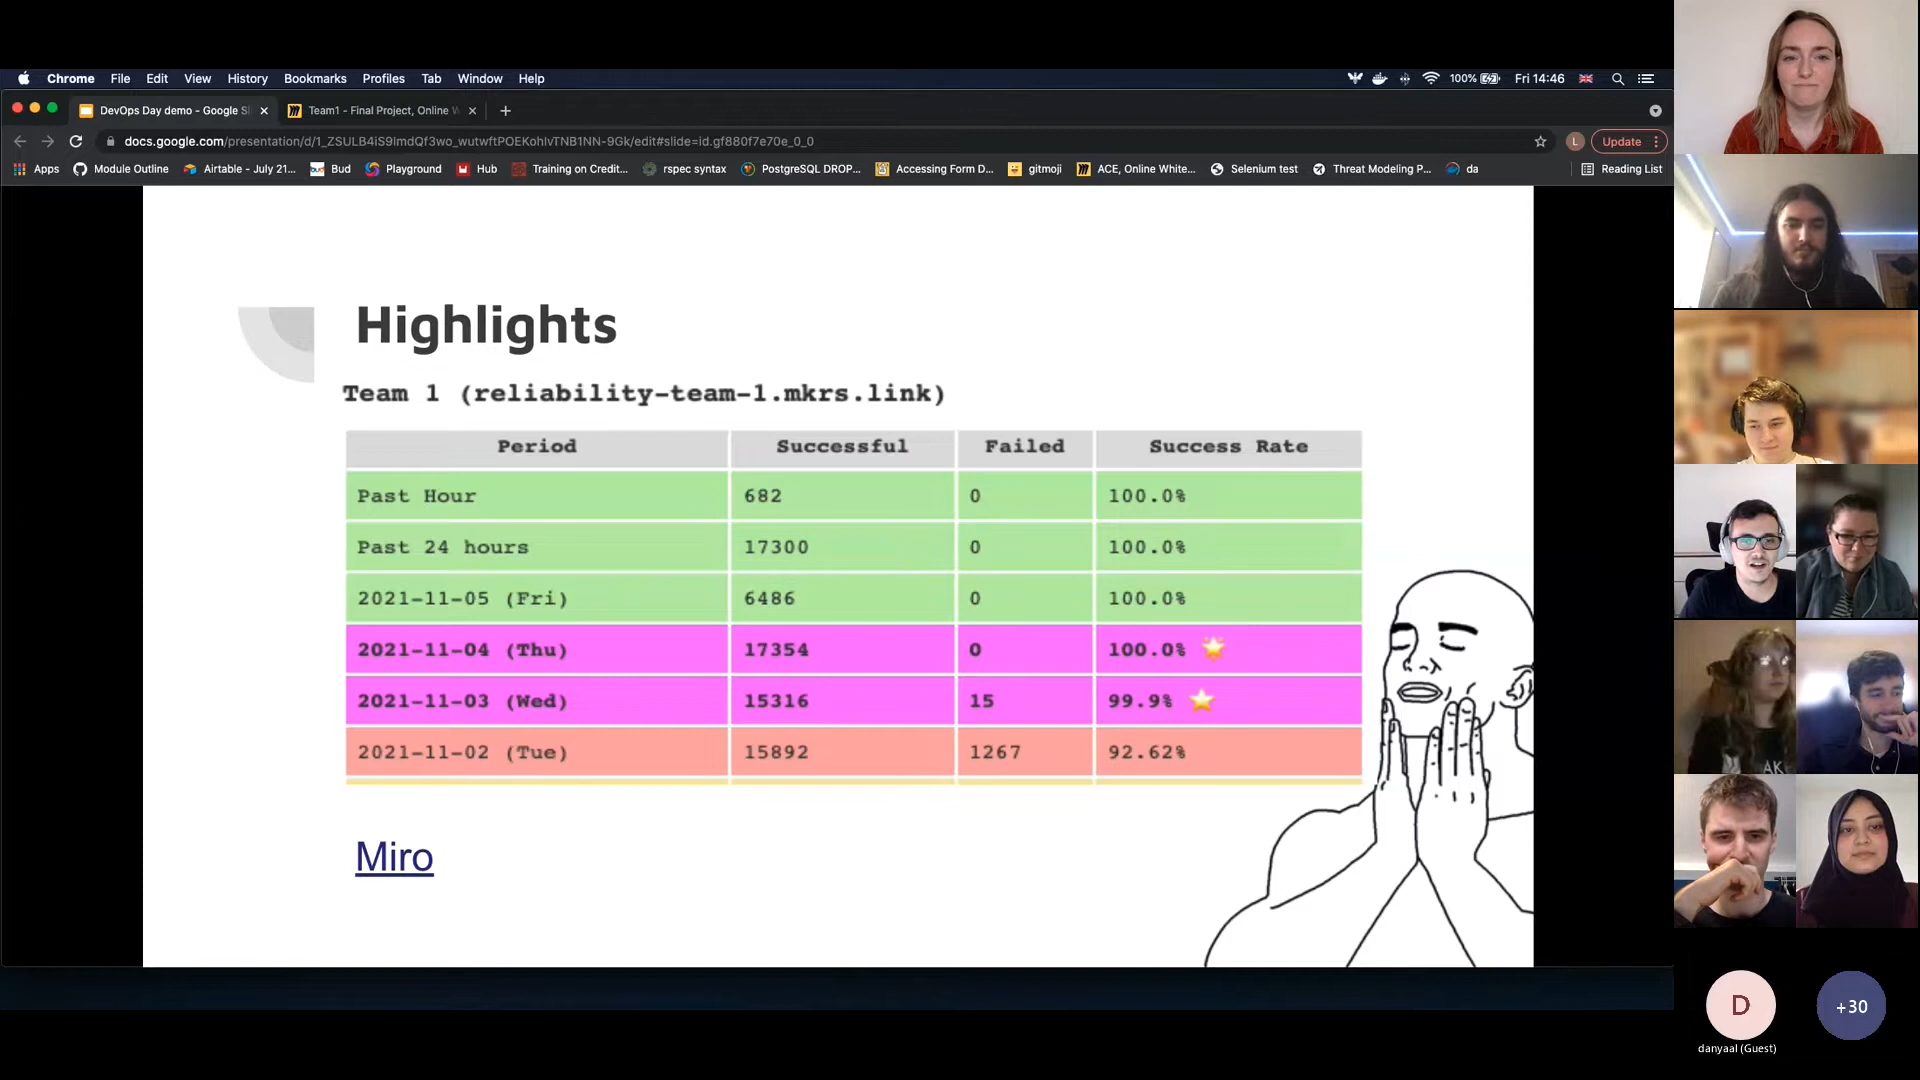 Chrome File Edit View History Bookmarks Profiles Tab Window Help 100% Fri 14:46
DevOps Day demo - Google Sl Team1 - Final Project, Online W
docs.google.com/presentation/d/ /edit#slide=id.gf880f7e70e_0_0 L Update
Apps Module Outline Airtable - July 21... Bud Playground Hub Training on Credit... rspec syntax PostgreSQL DROP... Accessing Form D... gitmoji ACE, Online White... Selenium test Threat Modeling P... da Reading List
Highlights
Team 1 (reliability-team-1.mkrs.link)
Period Successful Failed Success Rate
Past Hour 682 0 100.0%
Past 24 hours 17300 0 100.0%
2021-11-05 (Fri) 6486 0 100.0%
2021-11-04 (Thu) 17354 0 100.0%
2021-11-03 (Wed) 15316 15 99.9%
2021-11-02 (Tue) 15892 1267 92.62%
Miro
AK
D
+30
danyaal (Guest)